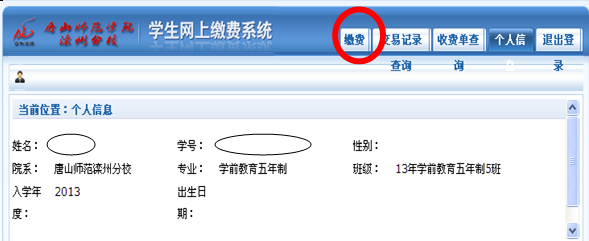 唐山师范学院
滦州分校
学生网上缴费系统
缴费
交易记录查询
收费单查询
个人信
退出登录
当前位置：个人信息
姓名： 学号： 性别：
院系： 唐山师范滦州分校 专业： 学前教育五年制 班级： 13年学前教育五年制5班
入学年度： 2013 出生日期：